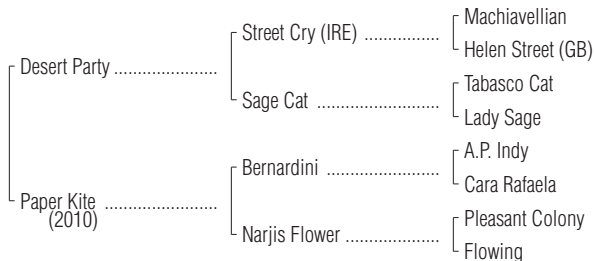 Machiavellian
Street Cry (IRE) ................
Helen Street (GB)
Desert Party ......................
Tabasco Cat
Sage Cat ..........................
Lady Sage
A.P. Indy
Bernardini ........................
Cara Rafaela
Paper Kite ........................
(2010)
Pleasant Colony
Narjis Flower ....................
Flowing